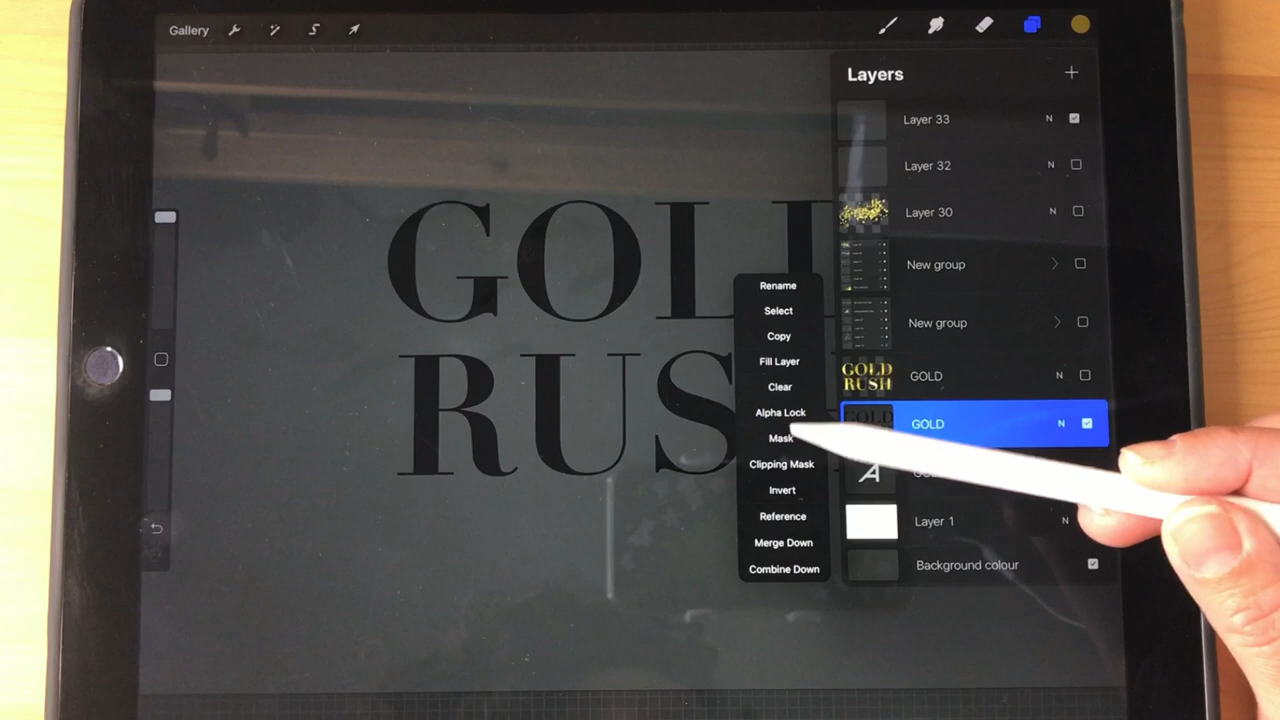 Gallery
Layers
Layer 33 N
Layer 32 N
Layer 30 N
New group
New group
GOLD N
GOLD N
Layer 1 N
Background colour
GOLD
RUS
Rename
Select
Copy
Fill Layer
Clear
Alpha Lock
Mask
Clipping Mask
Invert
Reference
Merge Down
Combine Down
GOLD
RUSH
GOLD
A